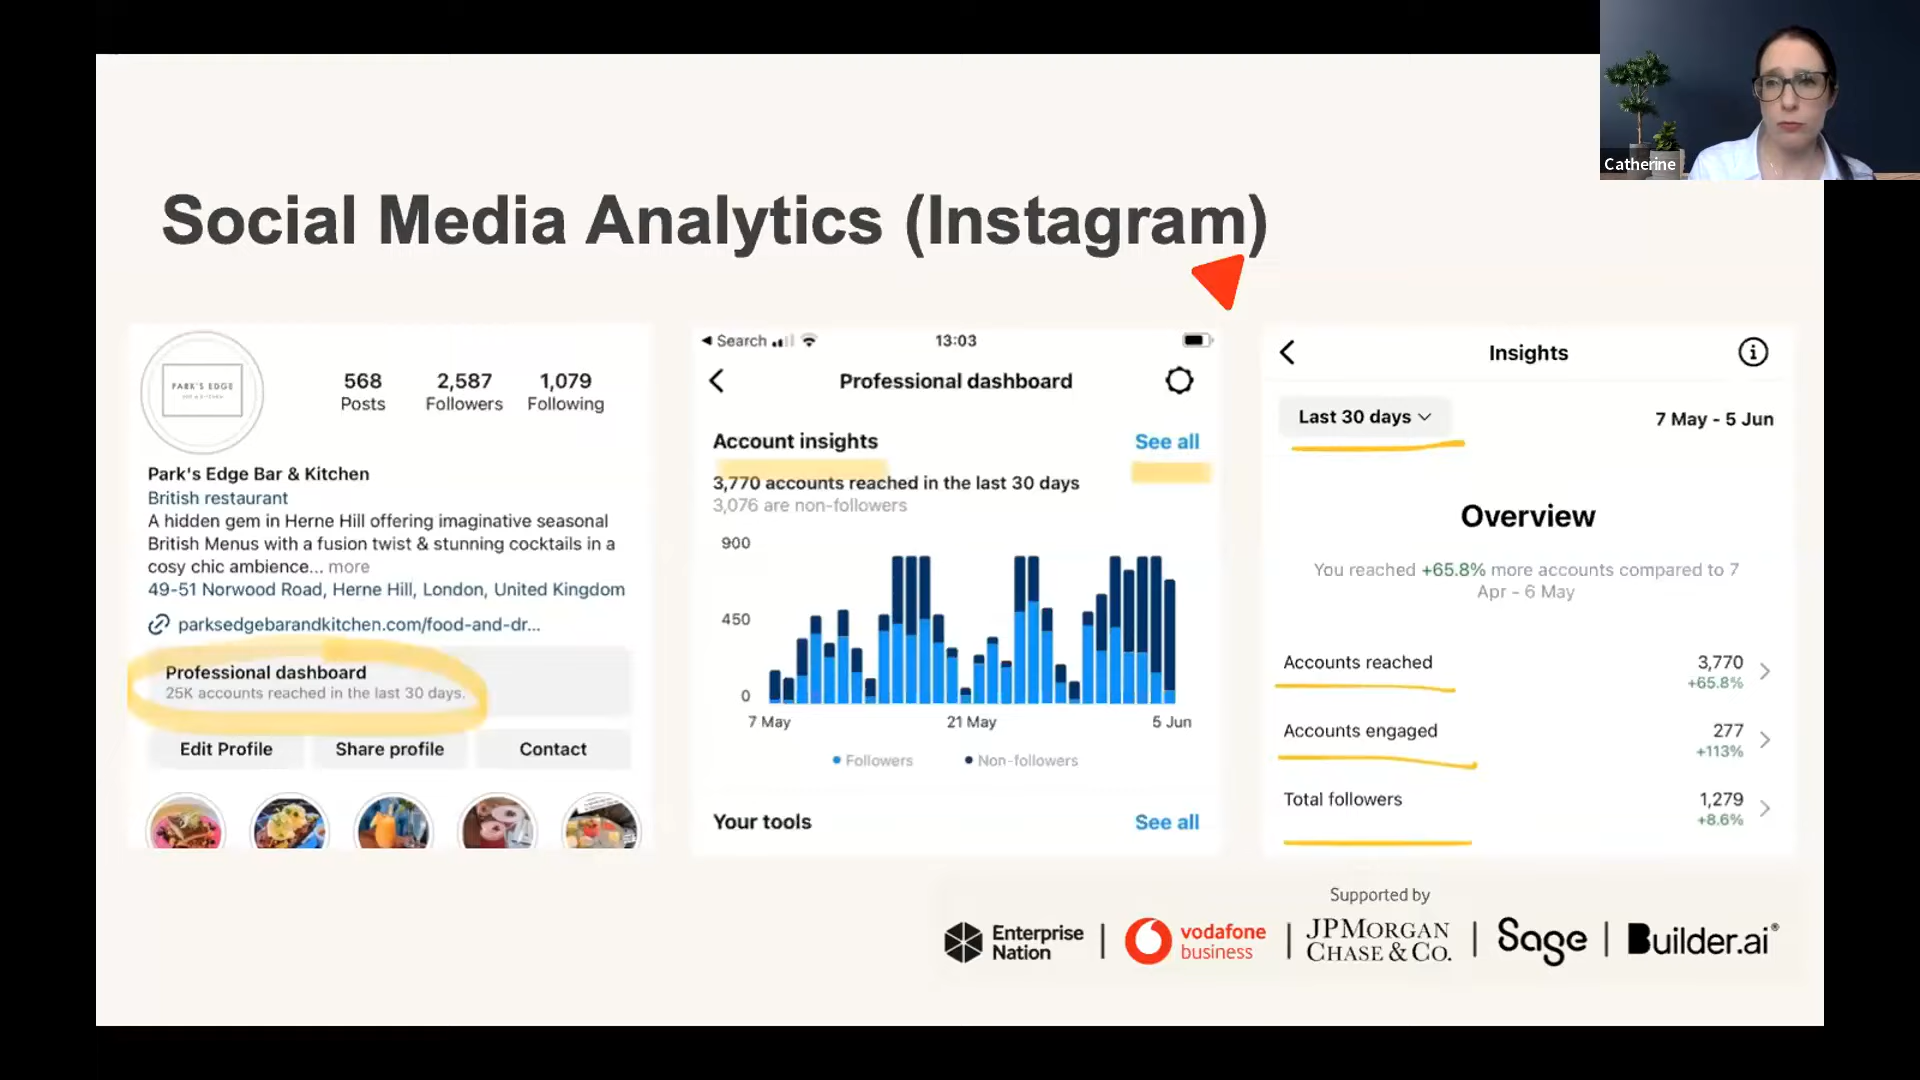 Catherine
Social Media Analytics (Instagram)
PARK'S EDGE
568
Posts
2,587
Followers
1,079
Following
Park's Edge Bar & Kitchen
British restaurant
A hidden gem in Herne Hill offering imaginative seasonal
British Menus with a fusion twist & stunning cocktails in a
cosy chic ambience... more
49-51 Norwood Road, Herne Hill, London, United Kingdom
parksedgebarandkitchen.com/food-and-dr...
Professional dashboard
25K accounts reached in the last 30 days.
Edit Profile
Share profile
Contact
Search
13:03
Professional dashboard
Account insights
See all
3,770 accounts reached in the last 30 days
3,076 are non-followers
900
450
0
7 May
21 May
5 Jun
Followers
Non-followers
Your tools
See all
Insights
Last 30 days
7 May - 5 Jun
Overview
You reached +65.8% more accounts compared to 7
Apr - 6 May
Accounts reached
3,770
+65.8%
Accounts engaged
277
+113%
Total followers
1,279
+8.6%
Supported by
Enterprise
Nation
vodafone
business
JPMORGAN
CHASE & CO.
Sage
Builder.ai®